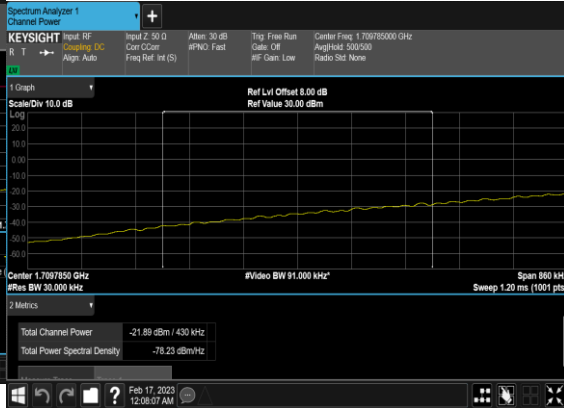 Spectrum Analyzer 1
Channel Power
+
KEYSIGHT Input: RF Input Z: 50 Ω Atten: 30 dB Trig: Free Run Center Freq: 1.709785000 GHz
R T Coupling: DC Corr CCorr #PNO: Fast Gate: Off Avg|Hold: 500/500
Align: Auto Freq Ref: Int (S) #IF Gain: Low Radio Std: None
1 Graph
Ref Lvl Offset 8.00 dB
Scale/Div 10.0 dB Ref Value 30.00 dBm
Log
20.0
10.0
0.00
-10.0
-20.0
-30.0
-40.0
-50.0
-60.0
Center 1.7097850 GHz #Video BW 91.000 kHz* Span 860 kH
#Res BW 30.000 kHz Sweep 1.20 ms (1001 pts
2 Metrics
Total Channel Power -21.89 dBm / 430 kHz
Total Power Spectral Density -78.23 dBm/Hz
? Feb 17, 2023
12:08:07 AM